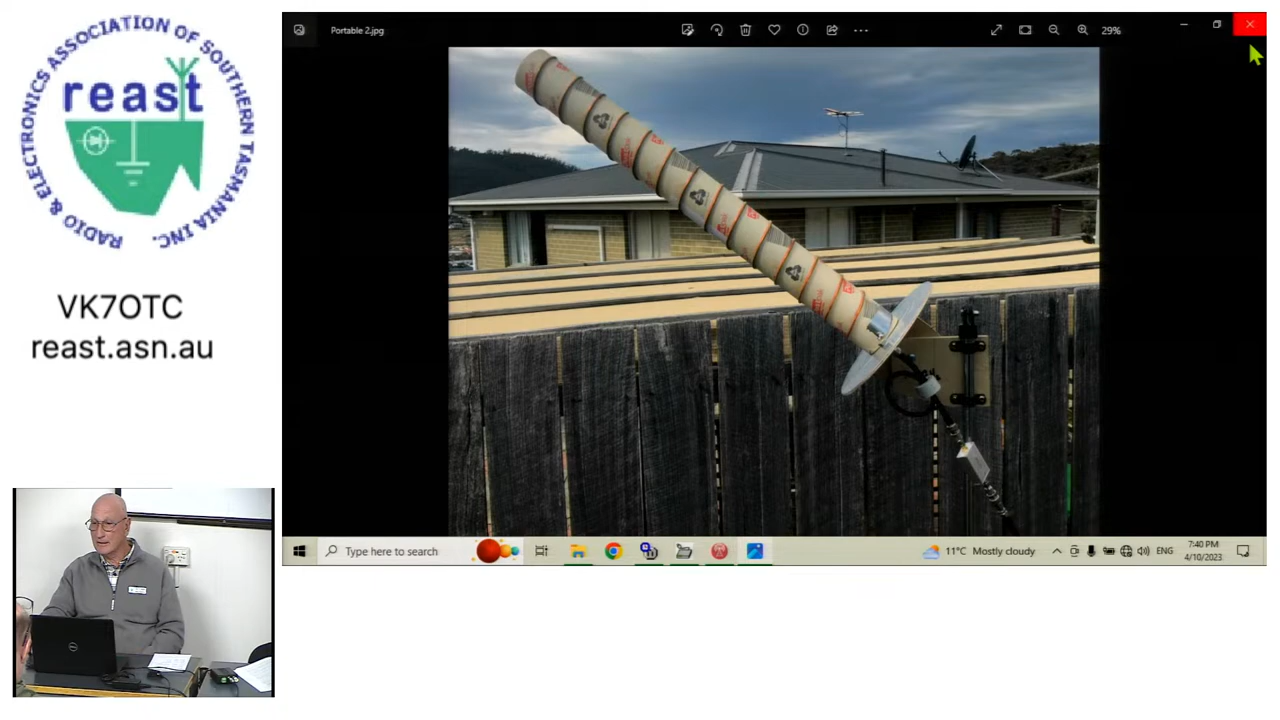 RADIO & ELECTRONICS ASSOCIATION OF SOUTHERN TASMANIA INC.
reast
VK7OTC
reast.asn.au
Portable 2.jpg
29%
Type here to search
11°C Mostly cloudy
ENG
7:40 PM
4/10/2023
DELL